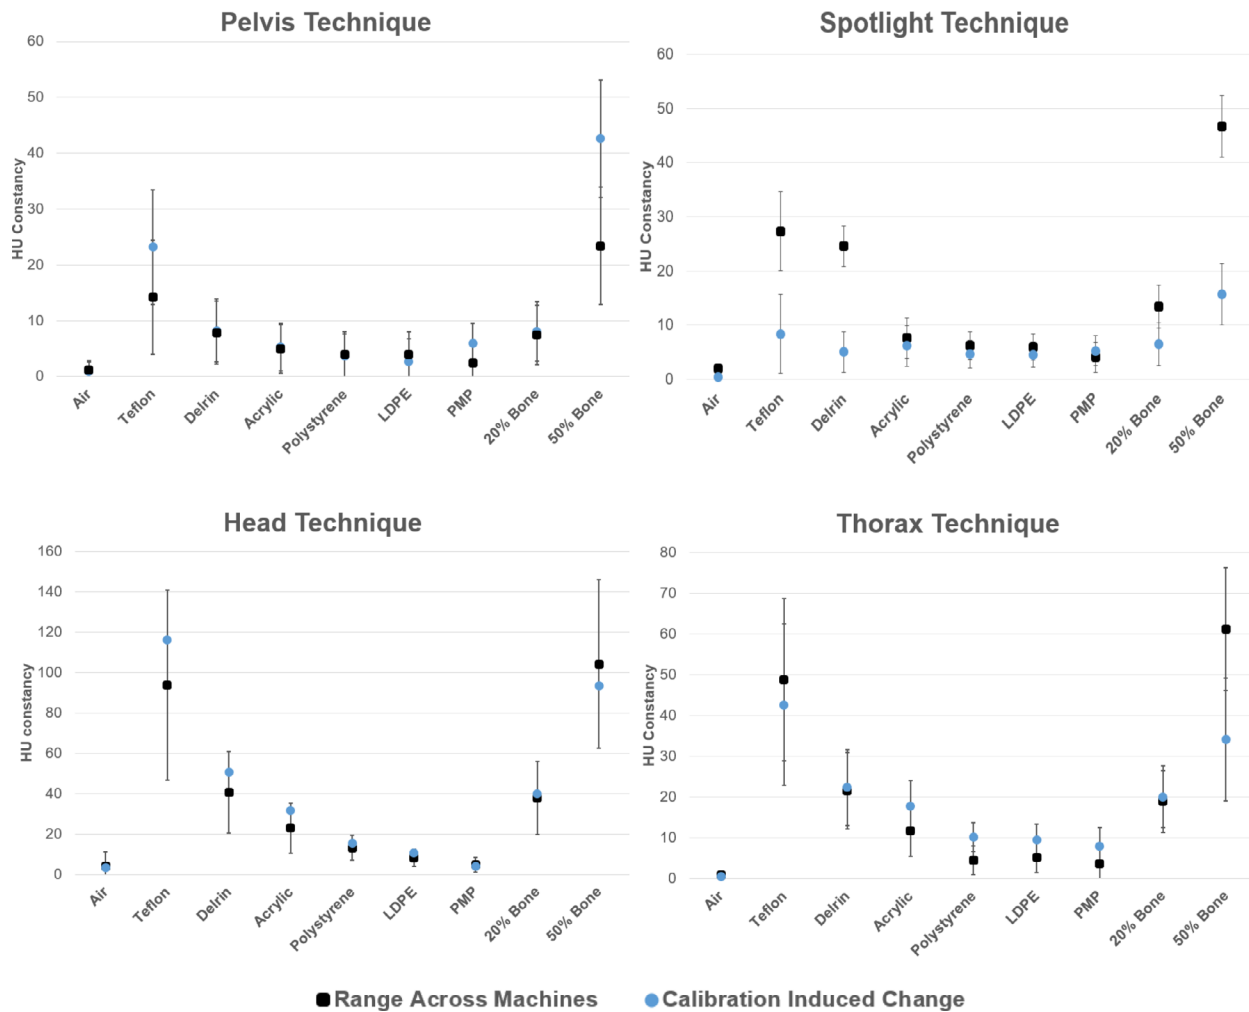 Pelvis Technique
HU Constancy
60
50
40
30
20
10
0
Air
Teflon
Delrin
Acrylic
Polystyrene
LDPE
PMP
20% Bone
50% Bone
Spotlight Technique
HU Constancy
60
50
40
30
20
10
0
Air
Teflon
Delrin
Acrylic
Polystyrene
LDPE
PMP
20% Bone
50% Bone
Head Technique
HU constancy
160
140
120
100
80
60
40
20
0
Air
Teflon
Delrin
Acrylic
Polystyrene
LDPE
PMP
20% Bone
50% Bone
Thorax Technique
HU Constancy
80
70
60
50
40
30
20
10
0
Air
Teflon
Delrin
Acrylic
Polystyrene
LDPE
PMP
20% Bone
50% Bone
Range Across Machines
Calibration Induced Change